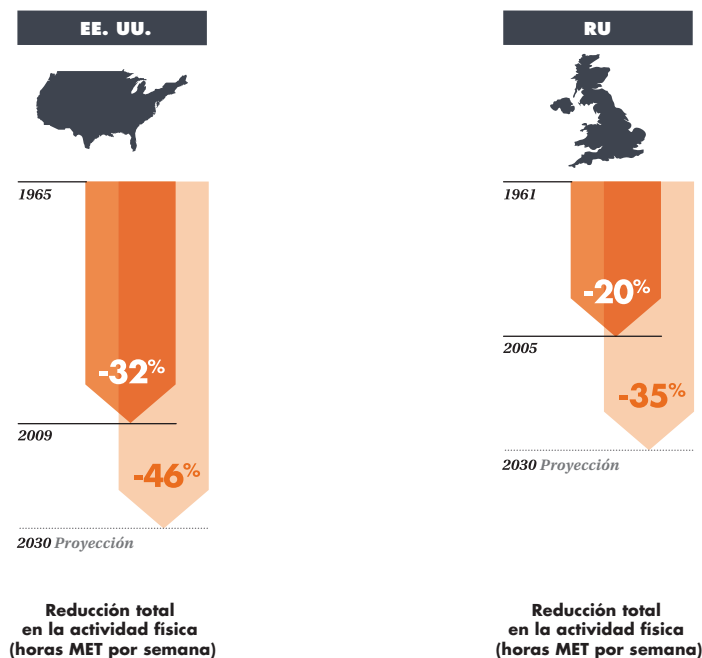 EE. UU.
1965
-32%
2009
-46%
2030 Proyección
Reducción total
en la actividad física
(horas MET por semana)
RU
1961
-20%
2005
-35%
2030 Proyección
Reducción total
en la actividad física
(horas MET por semana)